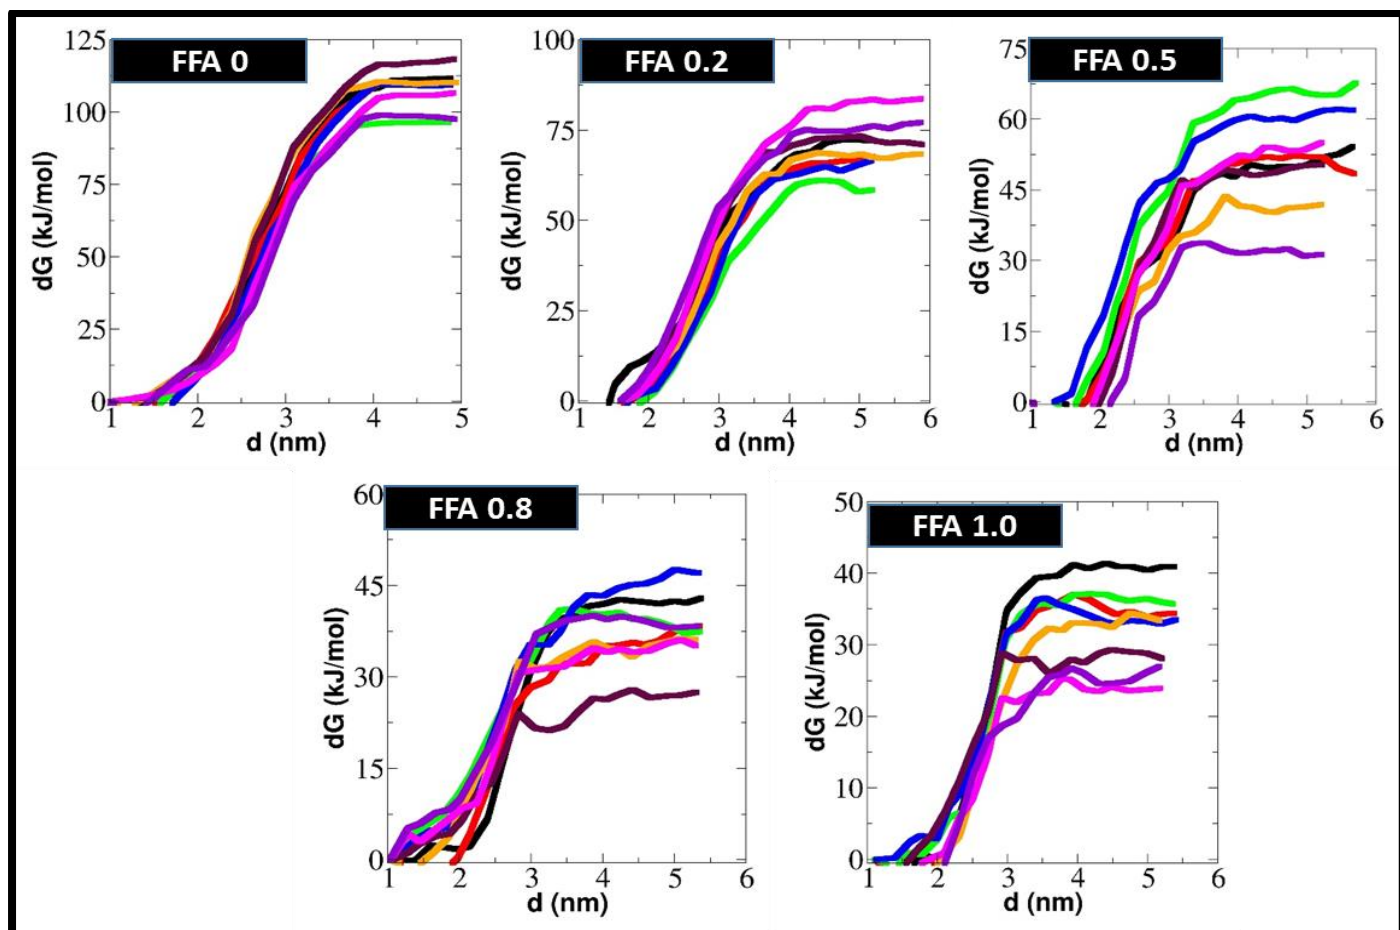 FFA 0
125
100
75
50
25
0
dG (kJ/mol)
1 2 3 4 5
d (nm)
FFA 0.2
100
75
50
25
0
dG (kJ/mol)
1 2 3 4 5 6
d (nm)
FFA 0.5
75
60
45
30
15
0
dG (kJ/mol)
1 2 3 4 5 6
d (nm)
FFA 0.8
60
45
30
15
0
dG (kJ/mol)
1 2 3 4 5 6
d (nm)
FFA 1.0
50
40
30
20
10
0
dG (kJ/mol)
1 2 3 4 5 6
d (nm)